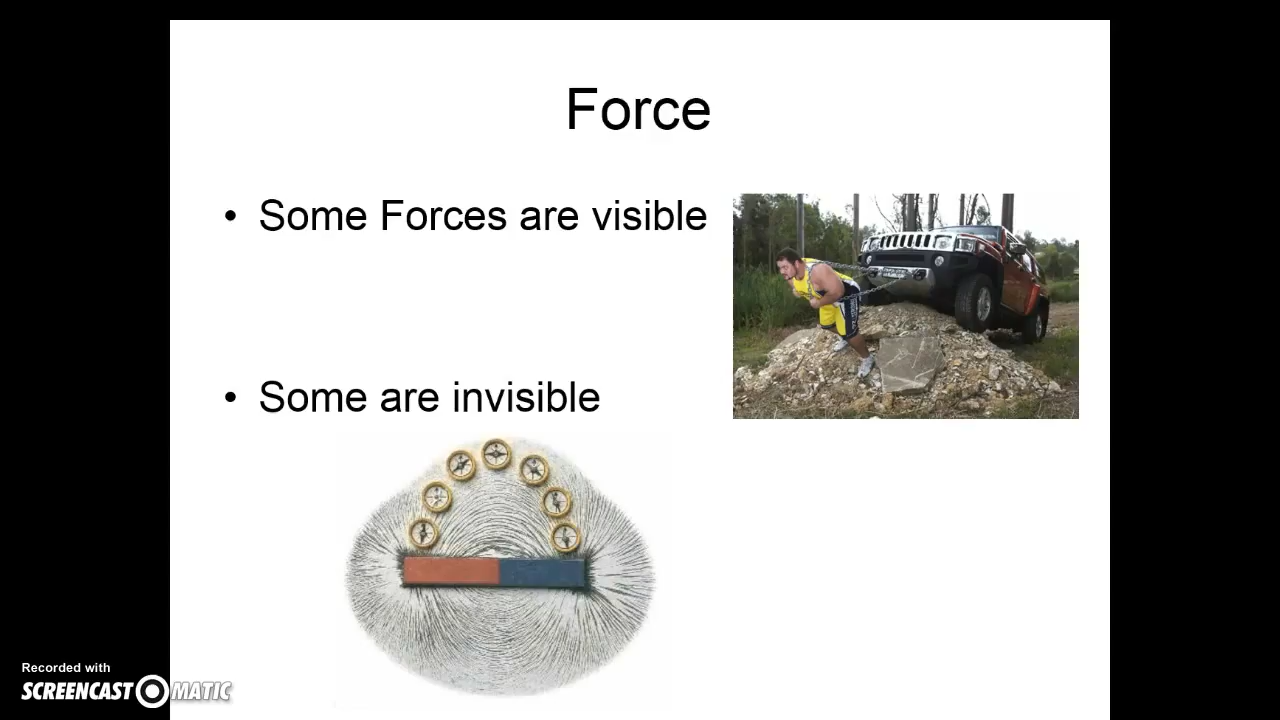 Force
• Some Forces are visible
• Some are invisible
Recorded with
SCREENCAST MATIC